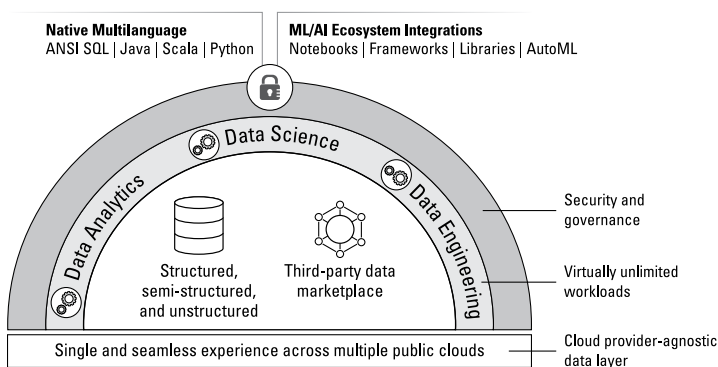 Native Multilanguage
ANSI SQL | Java | Scala | Python
ML/AI Ecosystem Integrations
Notebooks | Frameworks | Libraries | AutoML
Data Analytics
Data Science
Data Engineering
Structured,
semi-structured,
and unstructured
Third-party data
marketplace
Security and
governance
Virtually unlimited
workloads
Single and seamless experience across multiple public clouds
Cloud provider-agnostic
data layer